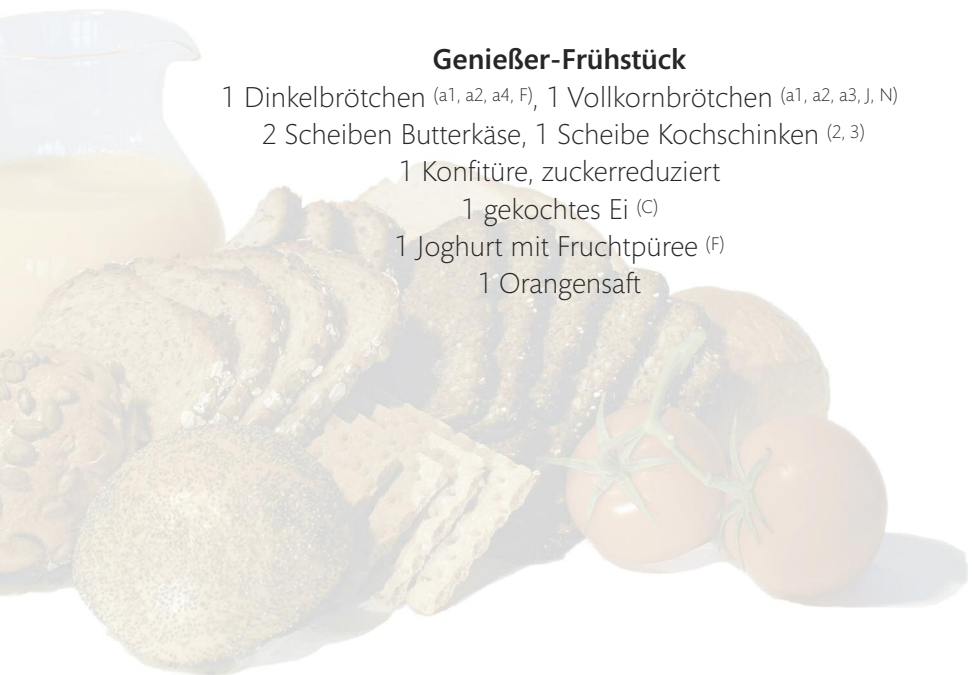 Genießer-Frühstück
1 Dinkelbrötchen (a1, a2, a4, F), 1 Vollkornbrötchen (a1, a2, a3, J, N)
2 Scheiben Butterkäse, 1 Scheibe Kochschinken (2, 3)
1 Konfitüre, zuckerreduziert
1 gekochtes Ei (C)
1 Joghurt mit Fruchtpüree (F)
1 Orangensaft